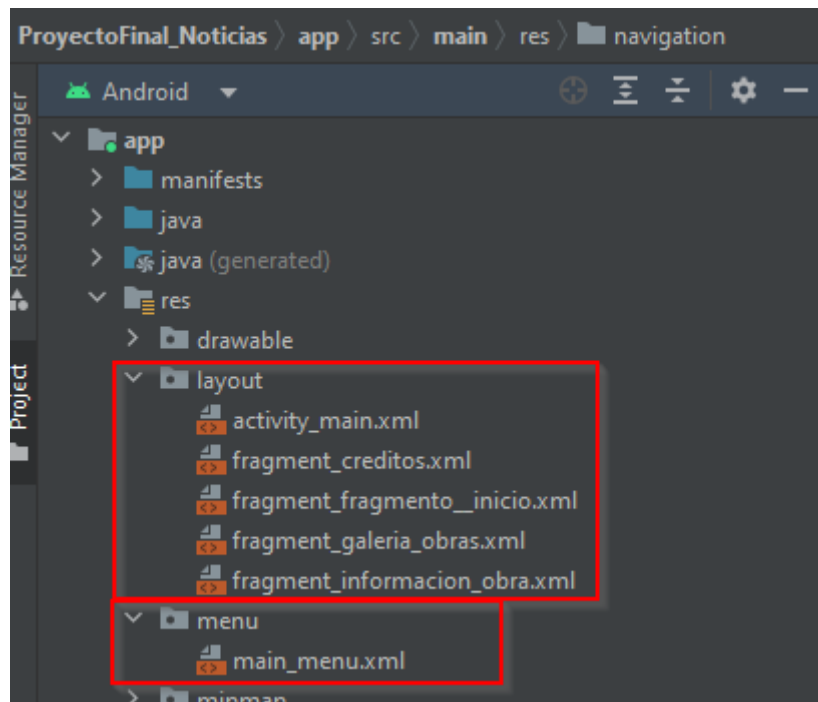 ProyectoFinal_Noticias 〉 app 〉 src 〉 main 〉 res 〉 navigation
Android
Resource Manager
Project
app
manifests
java
java (generated)
res
drawable
layout
activity_main.xml
fragment_creditos.xml
fragment_fragmento__inicio.xml
fragment_galeria_obras.xml
fragment_informacion_obra.xml
menu
main_menu.xml